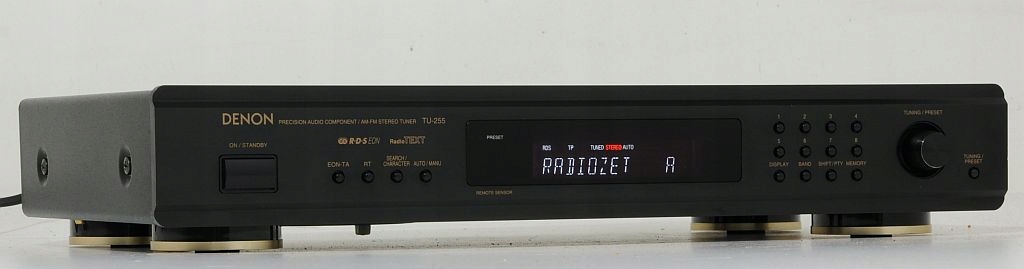 DENON PRECISION AUDIO COMPONENT / AM-FM STEREO TUNER TU-255
ON / STANDBY
R·D·S EON RadioTEXT
EON-TA RT SEARCH / CHARACTER AUTO / MANU
PRESET
RDS TP TUNED STEREO AUTO
RADIOZET A
REMOTE SENSOR
1 2 3 4
5 6 7 8
DISPLAY BAND SHIFT/PTY MEMORY
TUNING / PRESET
TUNING / PRESET